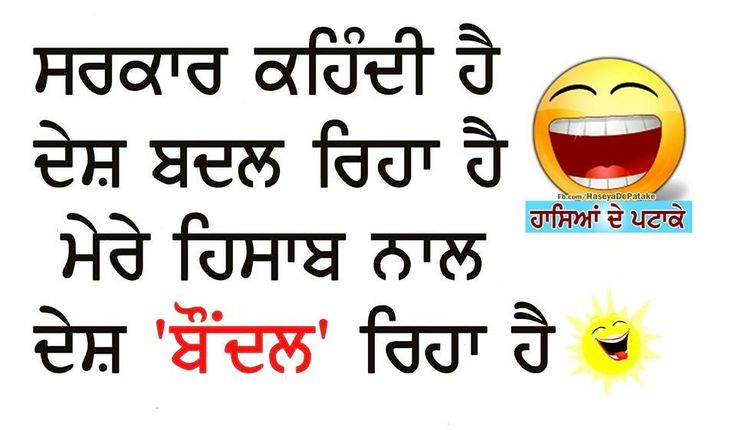 ਸਰਕਾਰ ਕਹਿੰਦੀ ਹੈ
ਦੇਸ਼ ਬਦਲ ਰਿਹਾ ਹੈ
ਮੇਰੇ ਹਿਸਾਬ ਨਾਲ
ਦੇਸ਼ 'ਬੌਂਦਲ' ਰਿਹਾ ਹੈ
Fb.com/HaseyaDePatake
ਹਾਸਿਆਂ ਦੇ ਪਟਾਕੇ